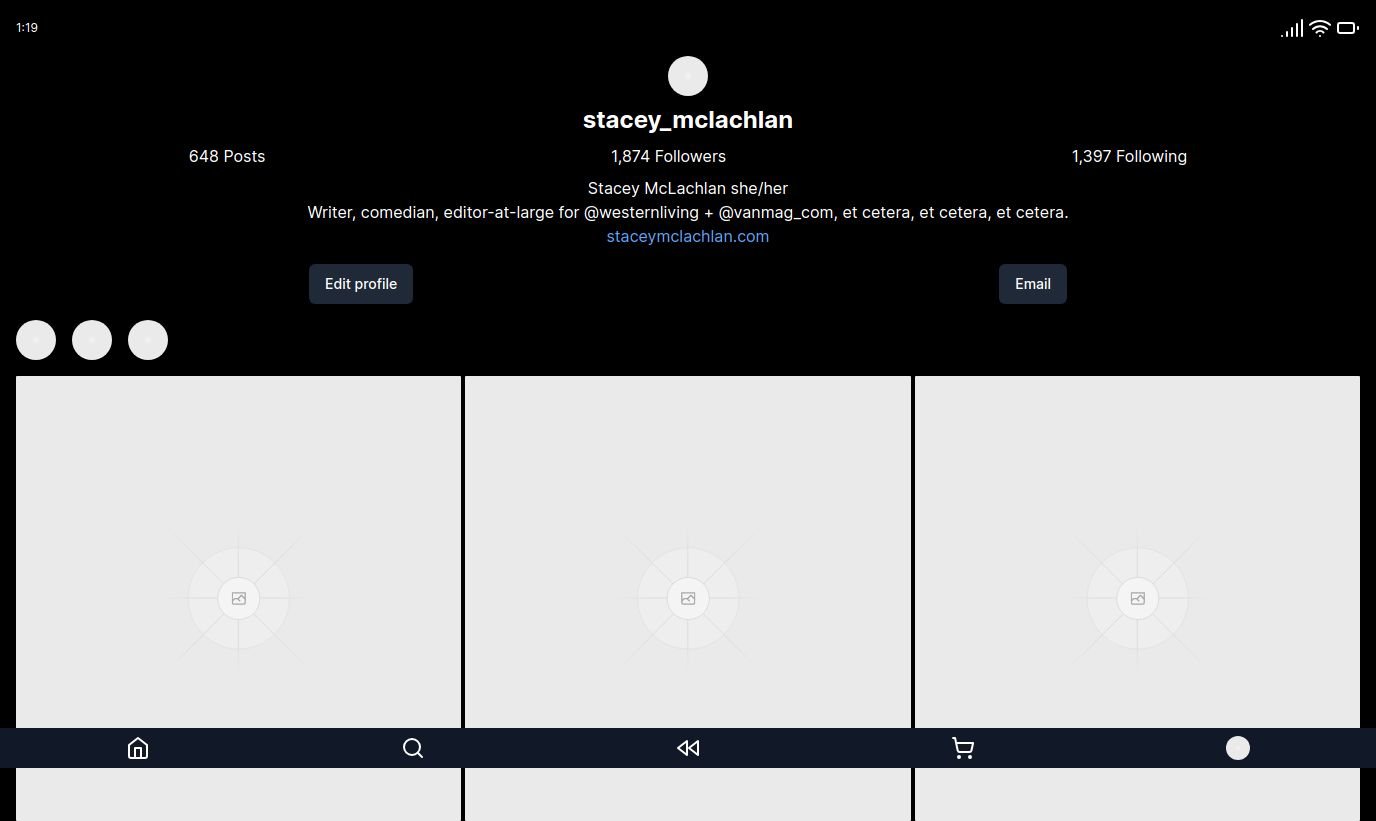 1:19
stacey_mclachlan
648 Posts
1,874 Followers
1,397 Following
Stacey McLachlan she/her
Writer, comedian, editor-at-large for @westernliving + @vanmag_com, et cetera, et cetera, et cetera.
staceymclachlan.com
Edit profile
Email